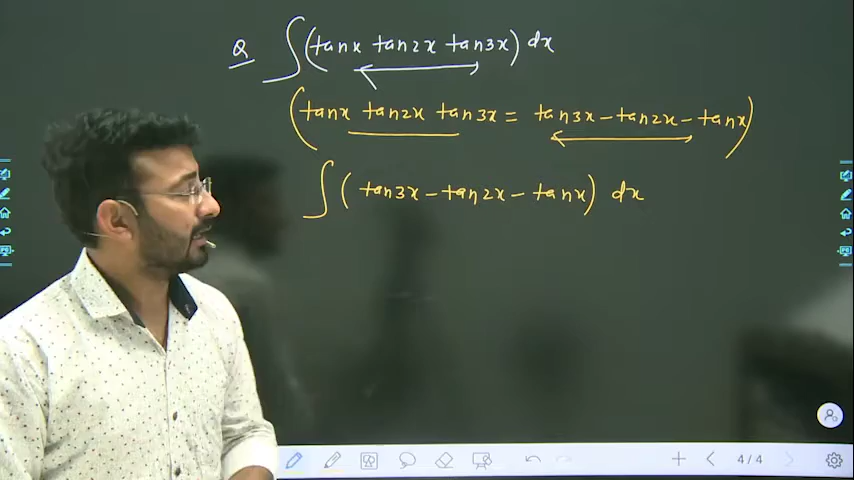 Q ∫(tanx tan2x tan3x) dx
(tanx tan2x tan3x = tan3x - tan2x - tanx)
∫(tan3x - tan2x - tanx) dx
4/4